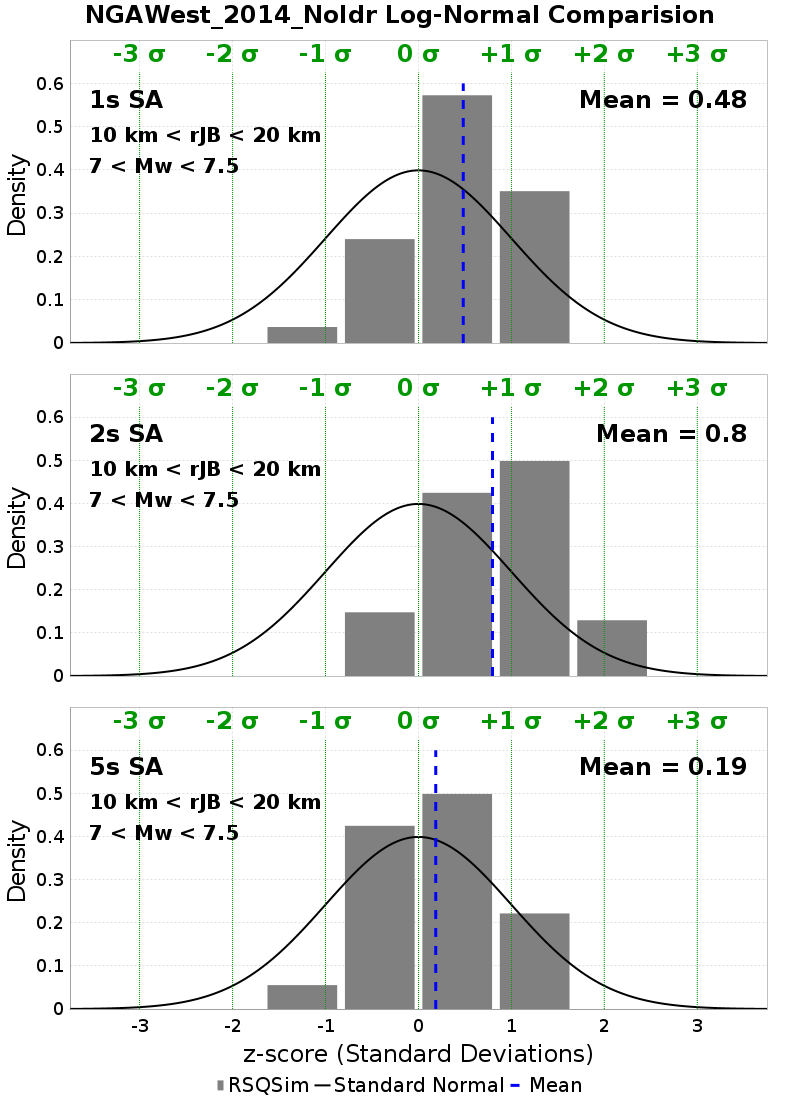 NGAWest_2014_NoIdr Log-Normal Comparision
-3 σ -2 σ -1 σ 0 σ +1 σ +2 σ +3 σ
1s SA
Mean = 0.48
10 km < rJB < 20 km
7 < Mw < 7.5
Density
0.6
0.5
0.4
0.3
0.2
0.1
0
-3 σ -2 σ -1 σ 0 σ +1 σ +2 σ +3 σ
2s SA
Mean = 0.8
10 km < rJB < 20 km
7 < Mw < 7.5
Density
0.6
0.5
0.4
0.3
0.2
0.1
0
-3 σ -2 σ -1 σ 0 σ +1 σ +2 σ +3 σ
5s SA
Mean = 0.19
10 km < rJB < 20 km
7 < Mw < 7.5
Density
0.6
0.5
0.4
0.3
0.2
0.1
0
-3 -2 -1 0 1 2 3
z-score (Standard Deviations)
RSQSim Standard Normal Mean